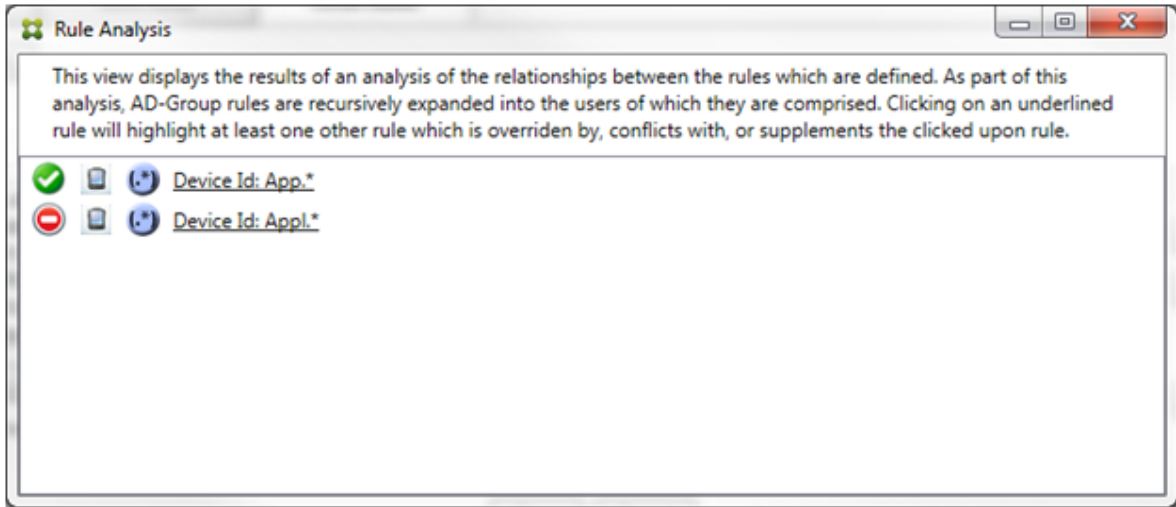 Rule Analysis
This view displays the results of an analysis of the relationships between the rules which are defined. As part of this
analysis, AD-Group rules are recursively expanded into the users of which they are comprised. Clicking on an underlined
rule will highlight at least one other rule which is overriden by, conflicts with, or supplements the clicked upon rule.
(.*) Device Id: App.*
(.*) Device Id: Appl.*